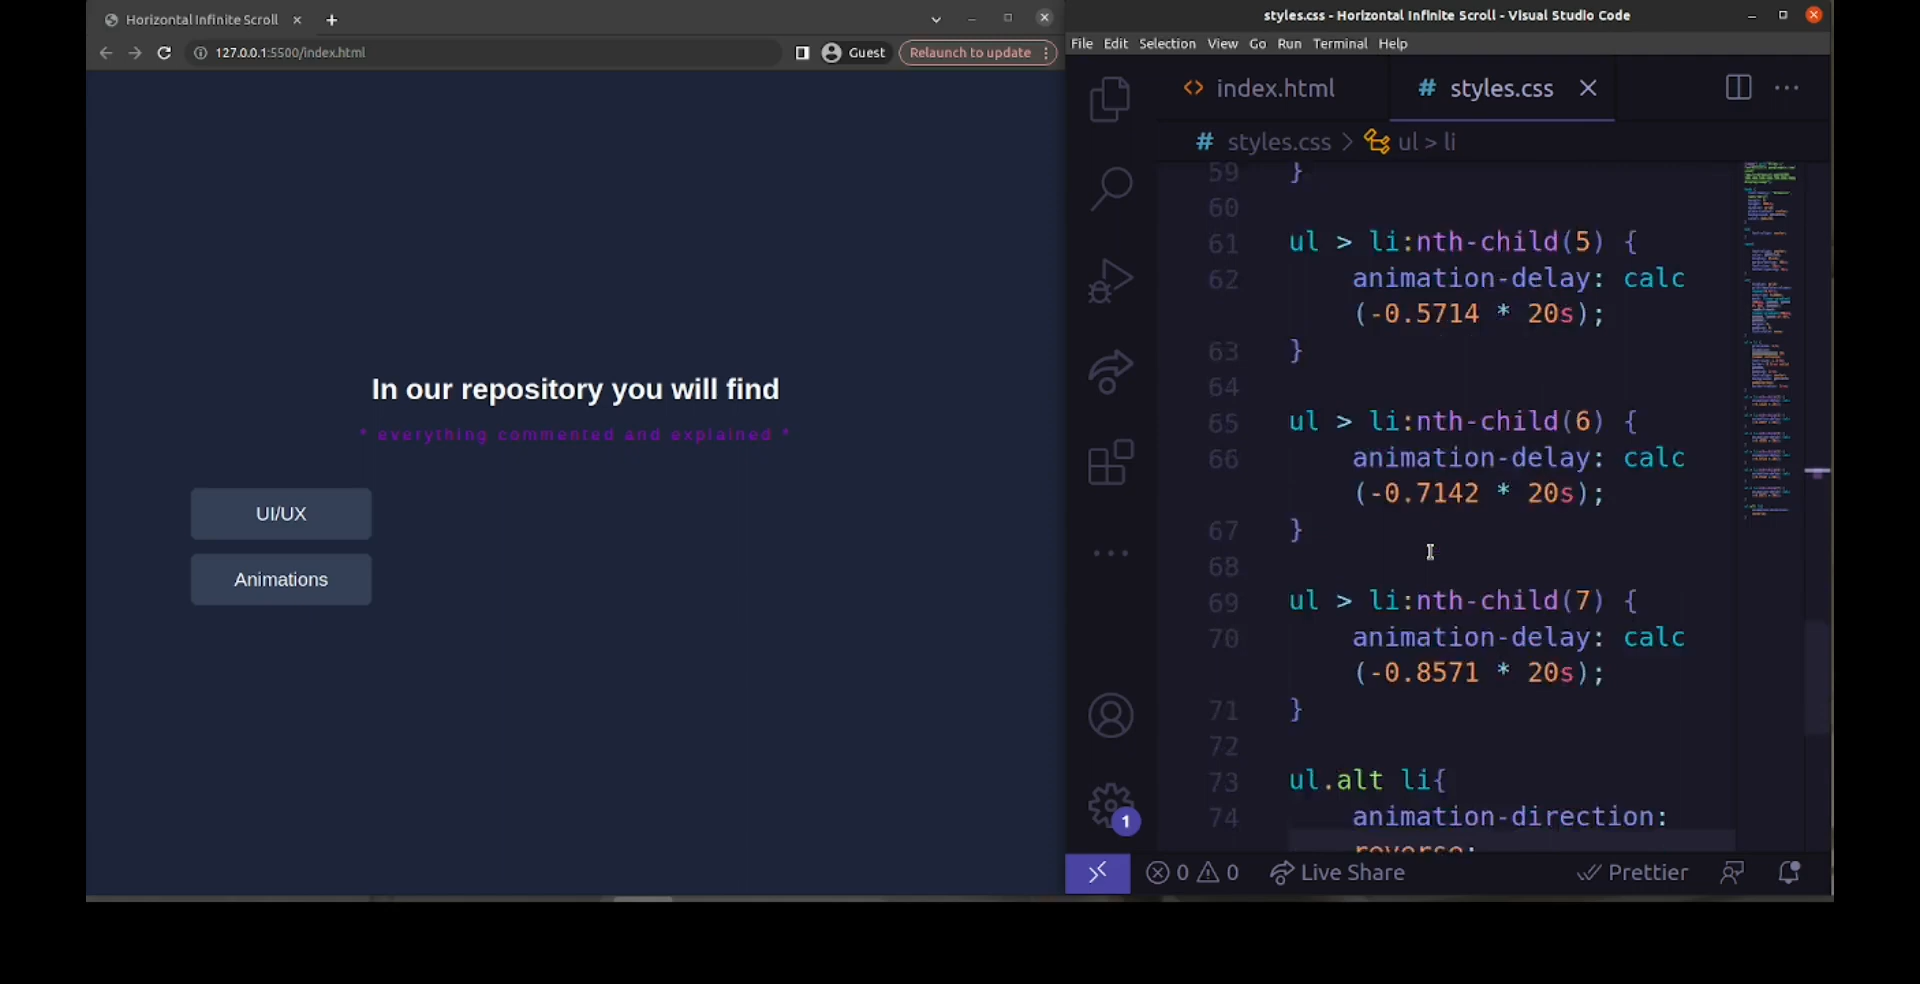 Horizontal Infinite Scroll
127.0.0.1:5500/index.html
Guest
Relaunch to update
In our repository you will find
* everything commented and explained *
UI/UX
Animations
styles.css - Horizontal Infinite Scroll - Visual Studio Code
File Edit Selection View Go Run Terminal Help
index.html
# styles.css
# styles.css > ul > li
59 }
60
61 ul > li:nth-child(5) {
62 animation-delay: calc
(-0.5714 * 20s);
63 }
64
65 ul > li:nth-child(6) {
66 animation-delay: calc
(-0.7142 * 20s);
67 }
68
69 ul > li:nth-child(7) {
70 animation-delay: calc
(-0.8571 * 20s);
71 }
72
73 ul.alt li{
74 animation-direction:
reverse;
1
0 0 Live Share Prettier